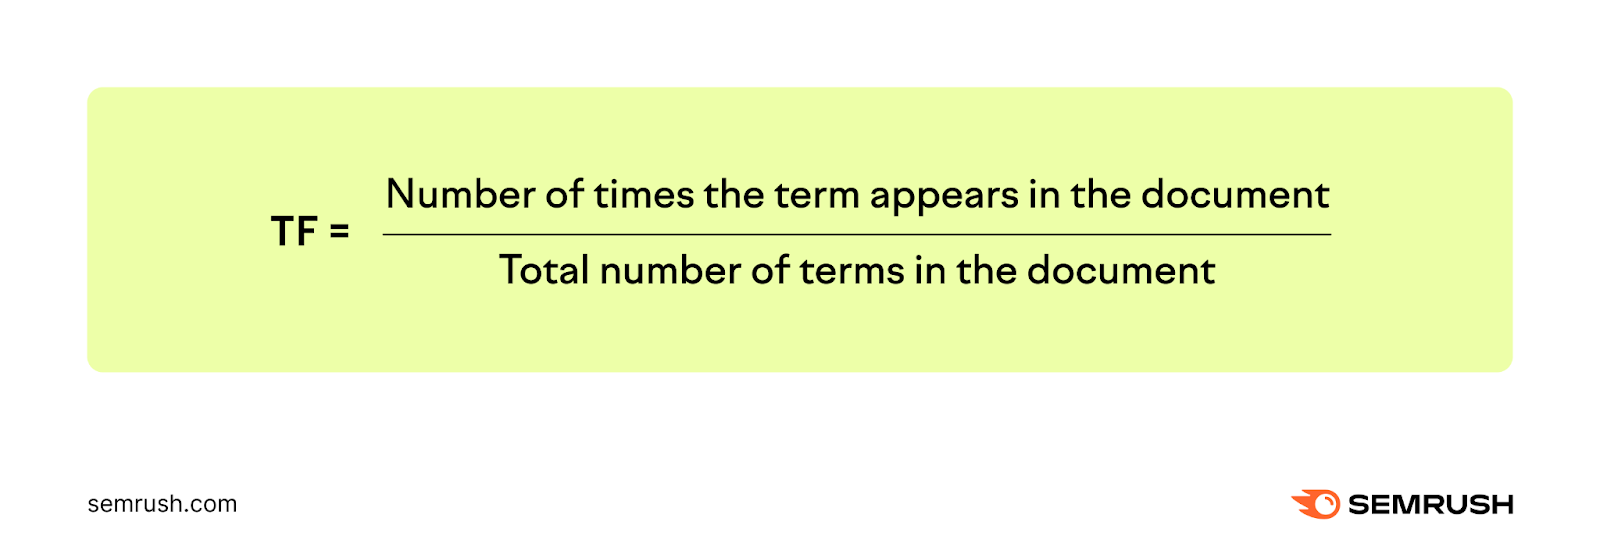 TF =
Number of times the term appears in the document
Total number of terms in the document
semrush.com
SEMRUSH